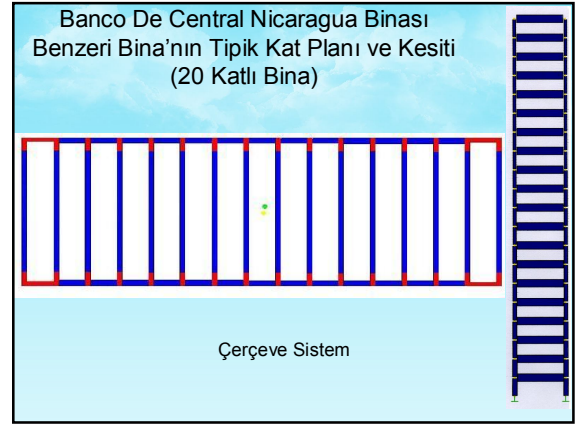 Banco De Central Nicaragua Binası
Benzeri Bina'nın Tipik Kat Planı ve Kesiti
(20 Katlı Bina)
Çerçeve Sistem